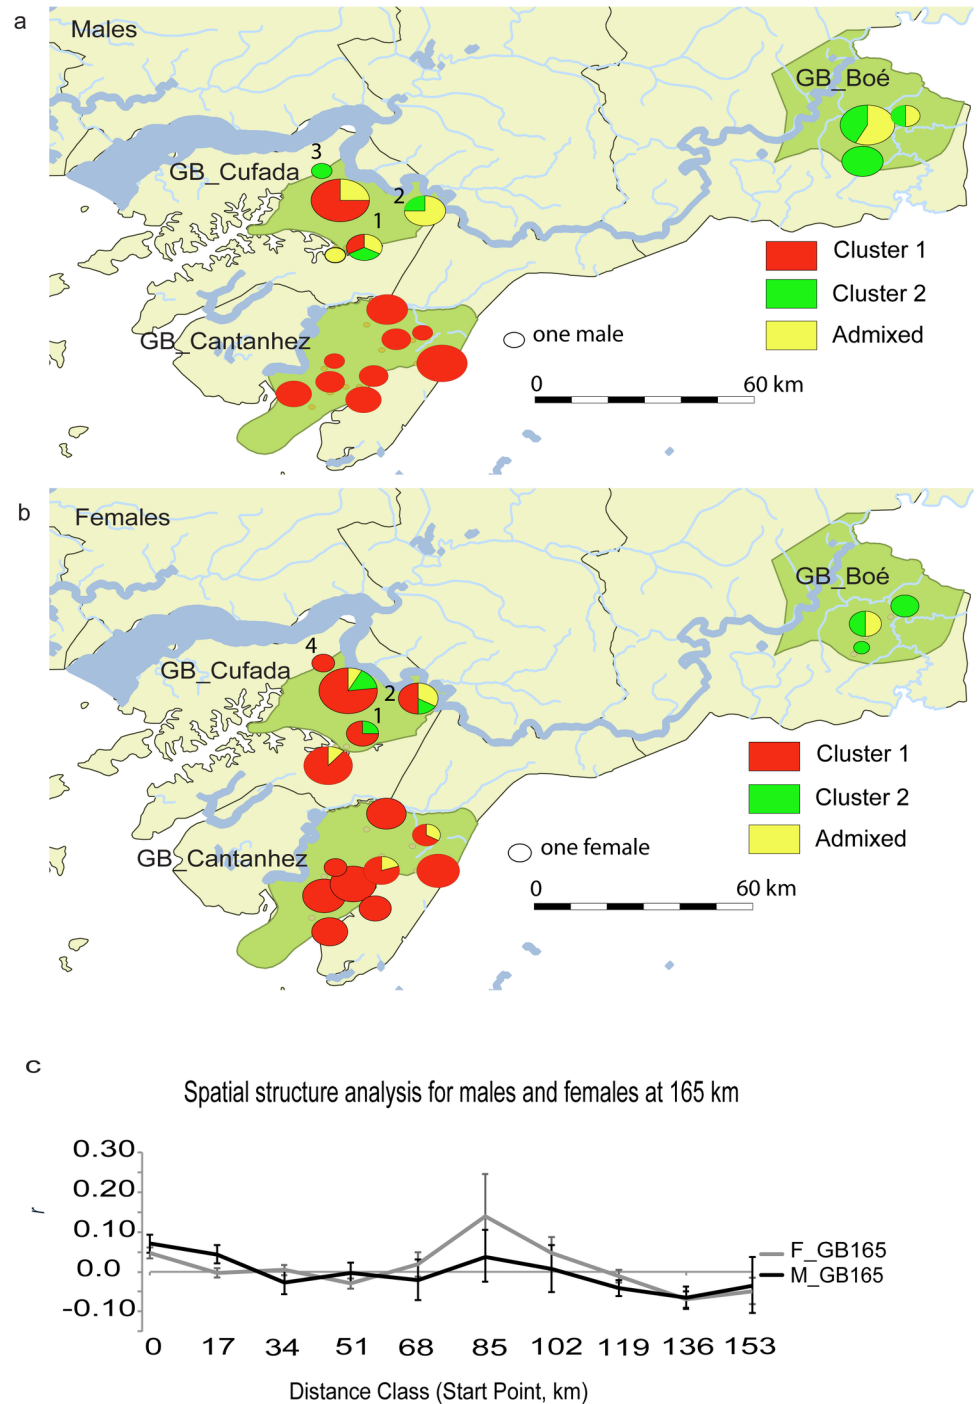 a
Males
GB_Boé
3
GB_Cufada
2
1
Cluster 1
Cluster 2
Admixed
GB_Cantanhez
one male
0 60 km
b
Females
GB_Boé
4
GB_Cufada
2
1
Cluster 1
Cluster 2
Admixed
GB_Cantanhez
one female
0 60 km
c
Spatial structure analysis for males and females at 165 km
0.30
0.20
r
0.10
0.0
-0.10
F_GB165
M_GB165
0 17 34 51 68 85 102 119 136 153
Distance Class (Start Point, km)